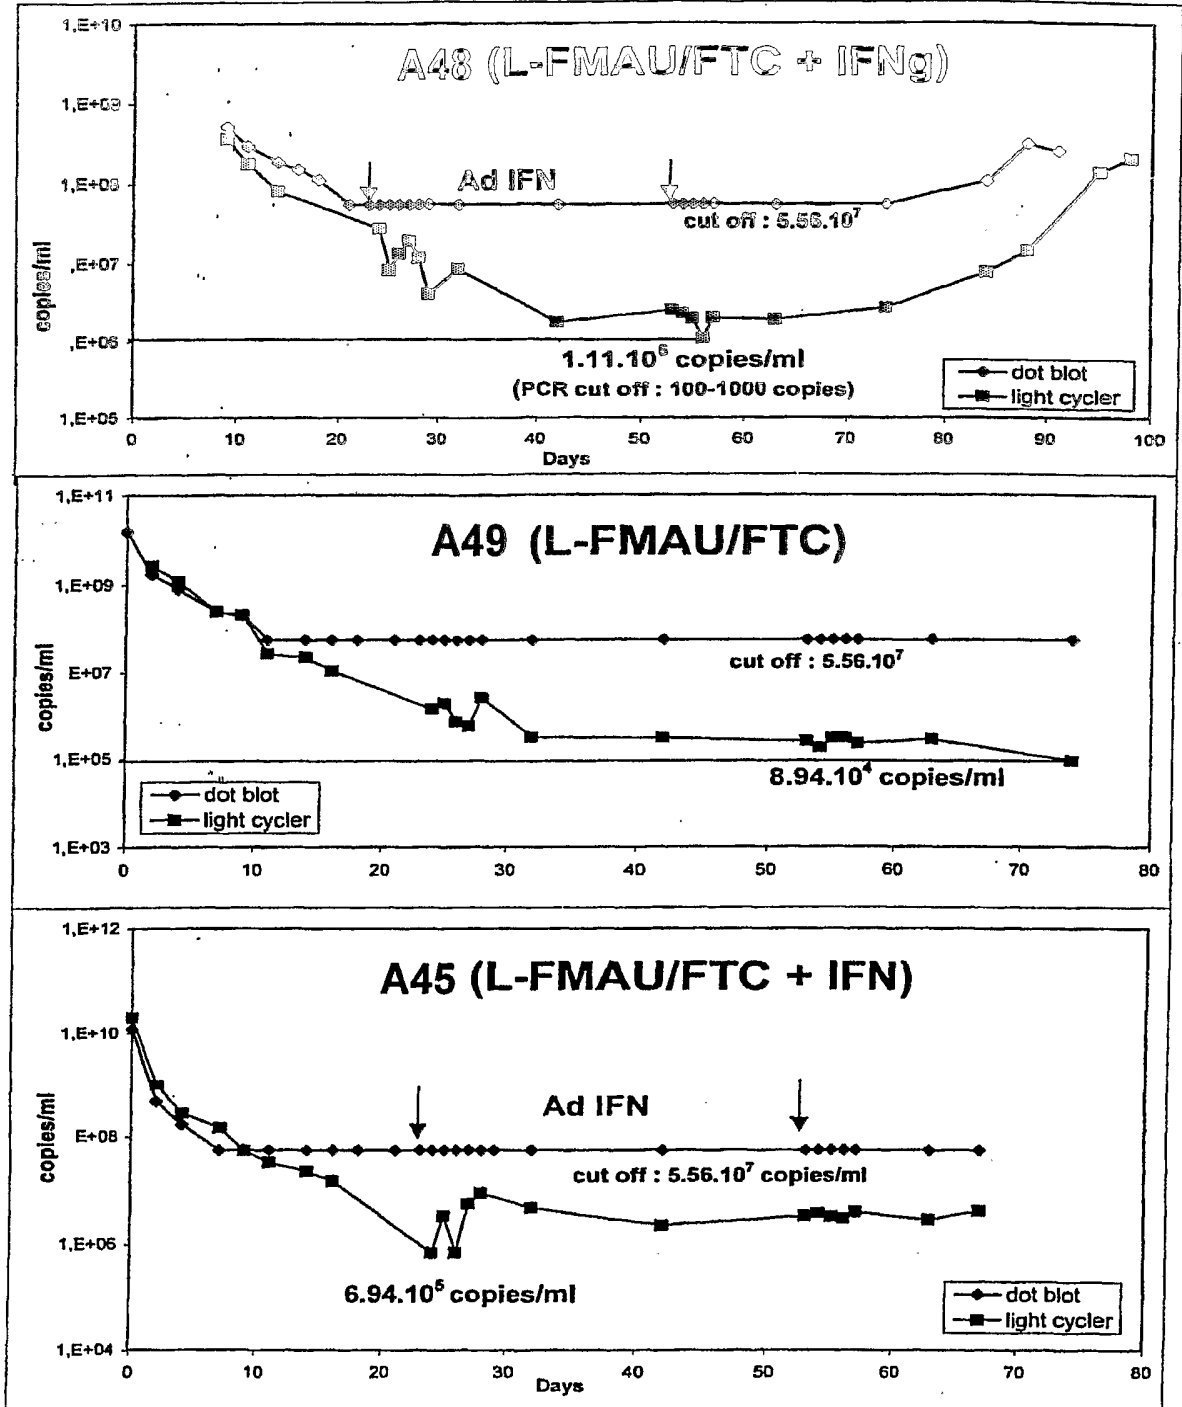 1,E+10
A48 (L-FMAU/FTC + IFNg)
1,E+09
1,E+08
Ad IFN
cut off : 5.56.10⁷
,E+07
,E+06
1.11.10⁶ copies/ml
(PCR cut off : 100-1000 copies)
1,E+05
copies/ml
dot blot
light cycler
0 10 20 30 40 50 60 70 80 90 100
Days
1,E+11
A49 (L-FMAU/FTC)
1,E+09
cut off : 5.56.10⁷
E+07
copies/ml
1,E+05
8.94.10⁴ copies/ml
dot blot
light cycler
1,E+03
0 10 20 30 40 50 60 70 80
1,E+12
A45 (L-FMAU/FTC + IFN)
1,E+10
Ad IFN
copies/ml
E+08
cut off : 5.56.10⁷ copies/ml
1,E+06
6.94.10⁵ copies/ml
dot blot
light cycler
1,E+04
0 10 20 30 40 50 60 70 80
Days